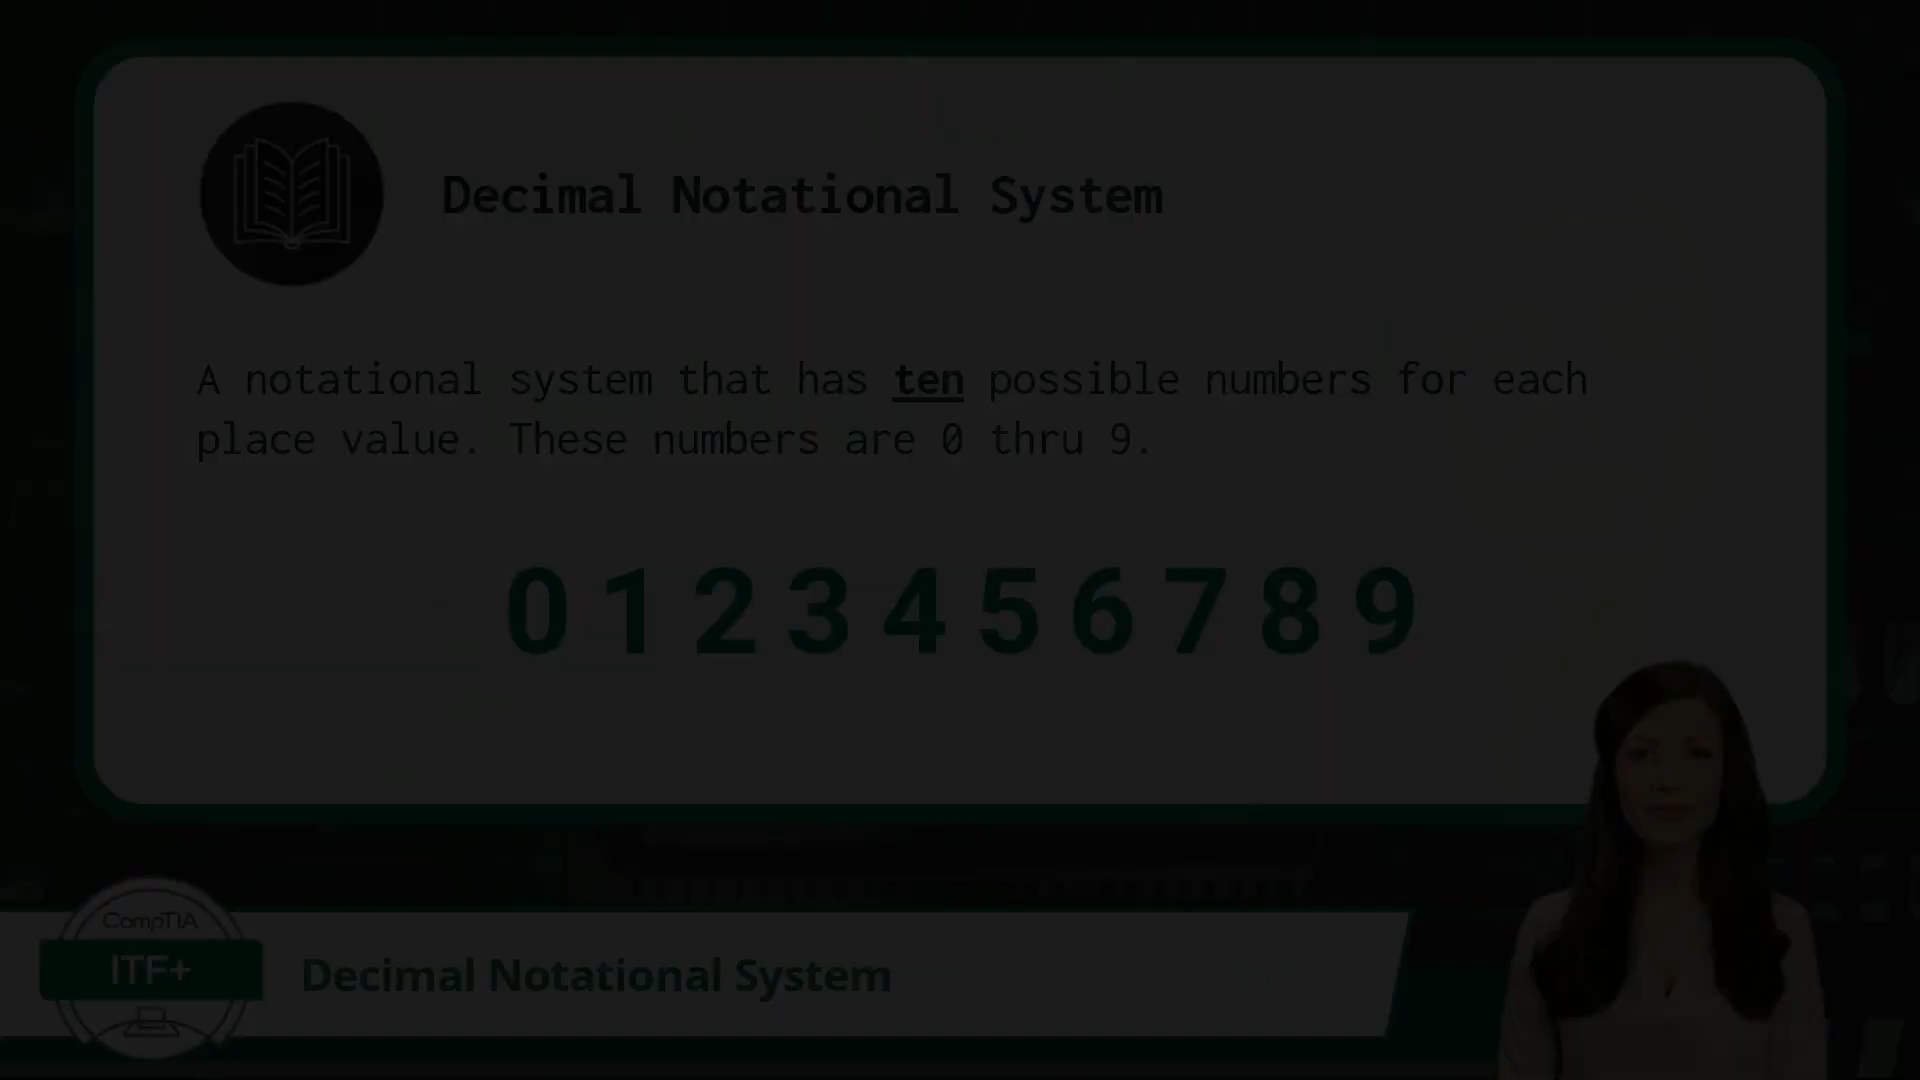 Decimal Notational System
A notational system that has ten possible numbers for each
place value. These numbers are 0 thru 9.
0 1 2 3 4 5 6 7 8 9
CompTIA
ITF+
Decimal Notational System